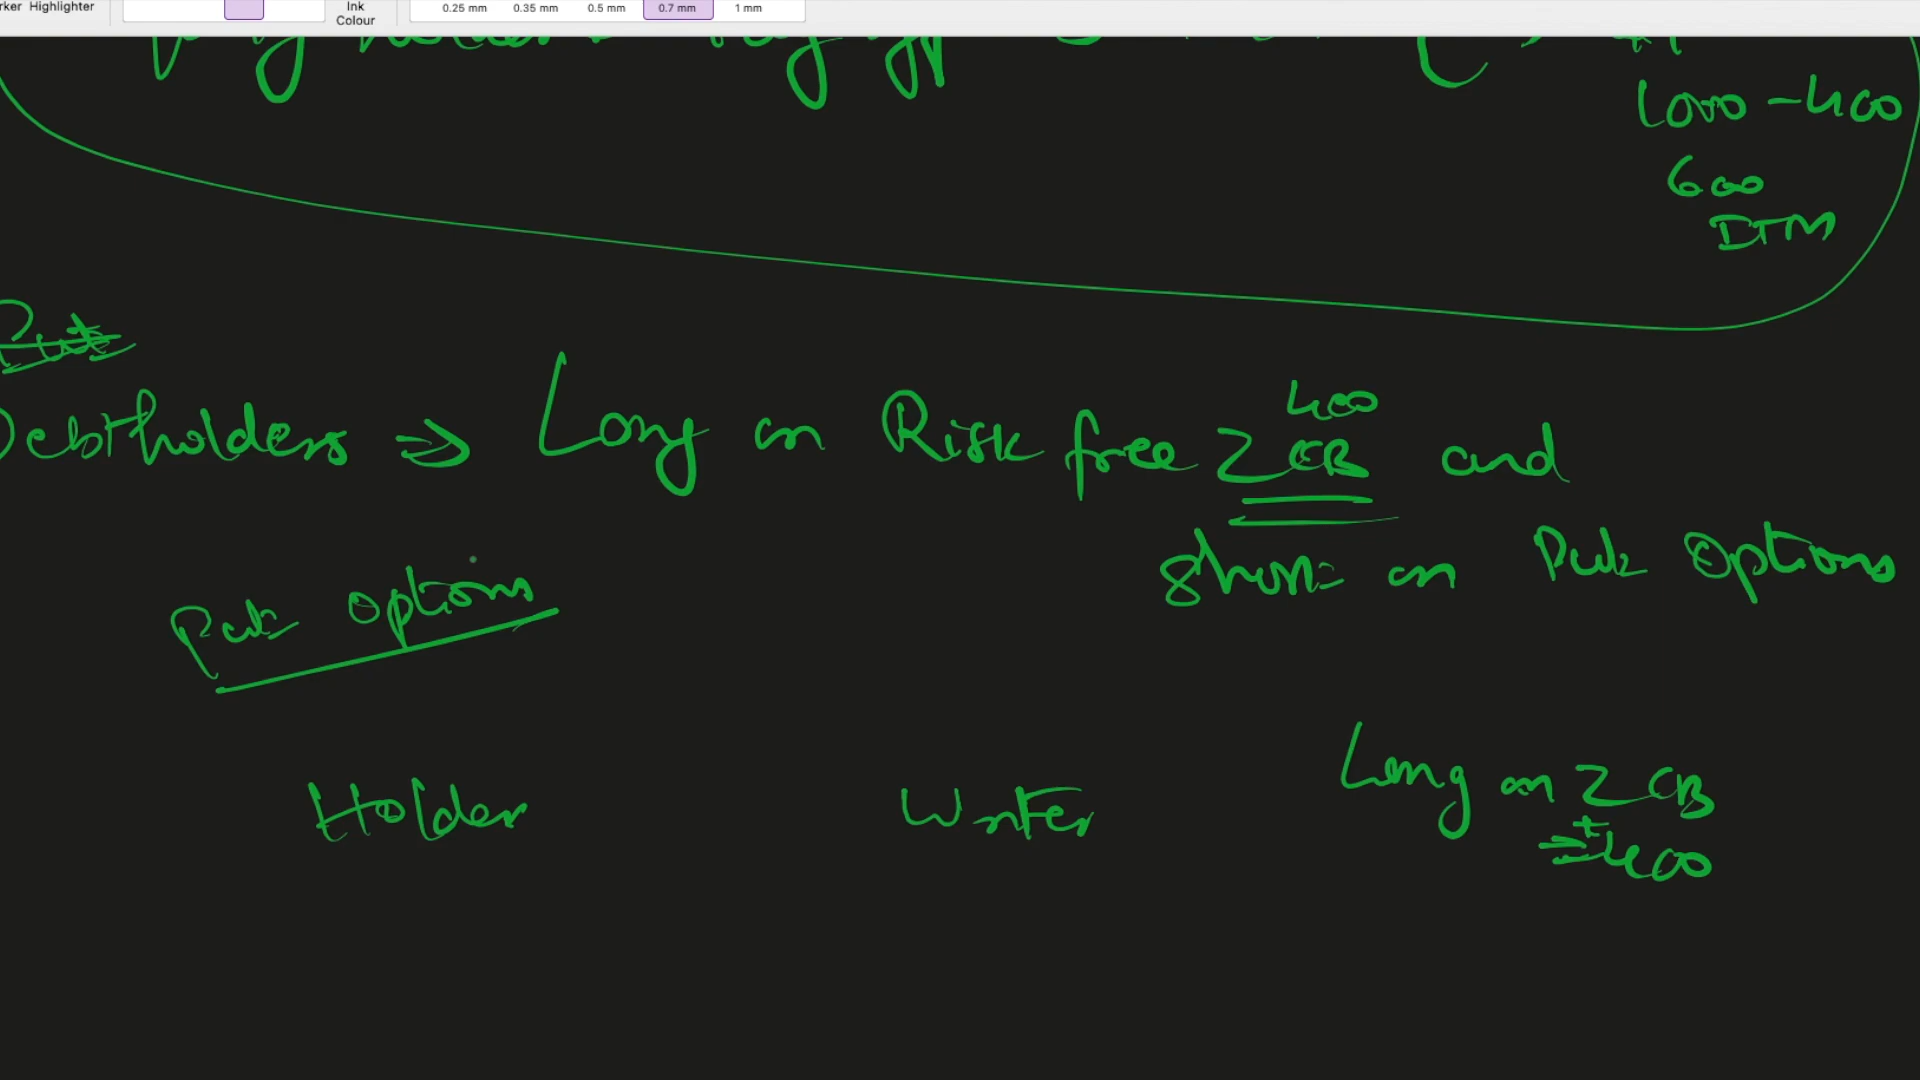 Highlighter
Ink
Colour
0.25 mm 0.35 mm 0.5 mm 0.7 mm 1 mm
1000 - 400
600
DTM
Put
Debtholders ⇒ Long on Risk free ZCB and
400
Short on Put Options
Put options
Holder Writer
Long on ZCB
⇒ +400